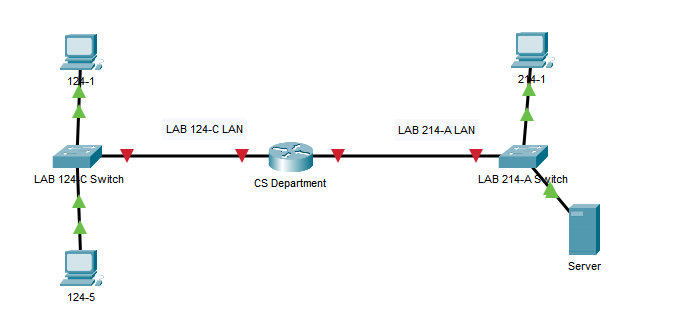 124-1
214-1
LAB 124-C LAN
LAB 214-A LAN
LAB 124-C Switch
CS Department
LAB 214-A Switch
Server
124-5